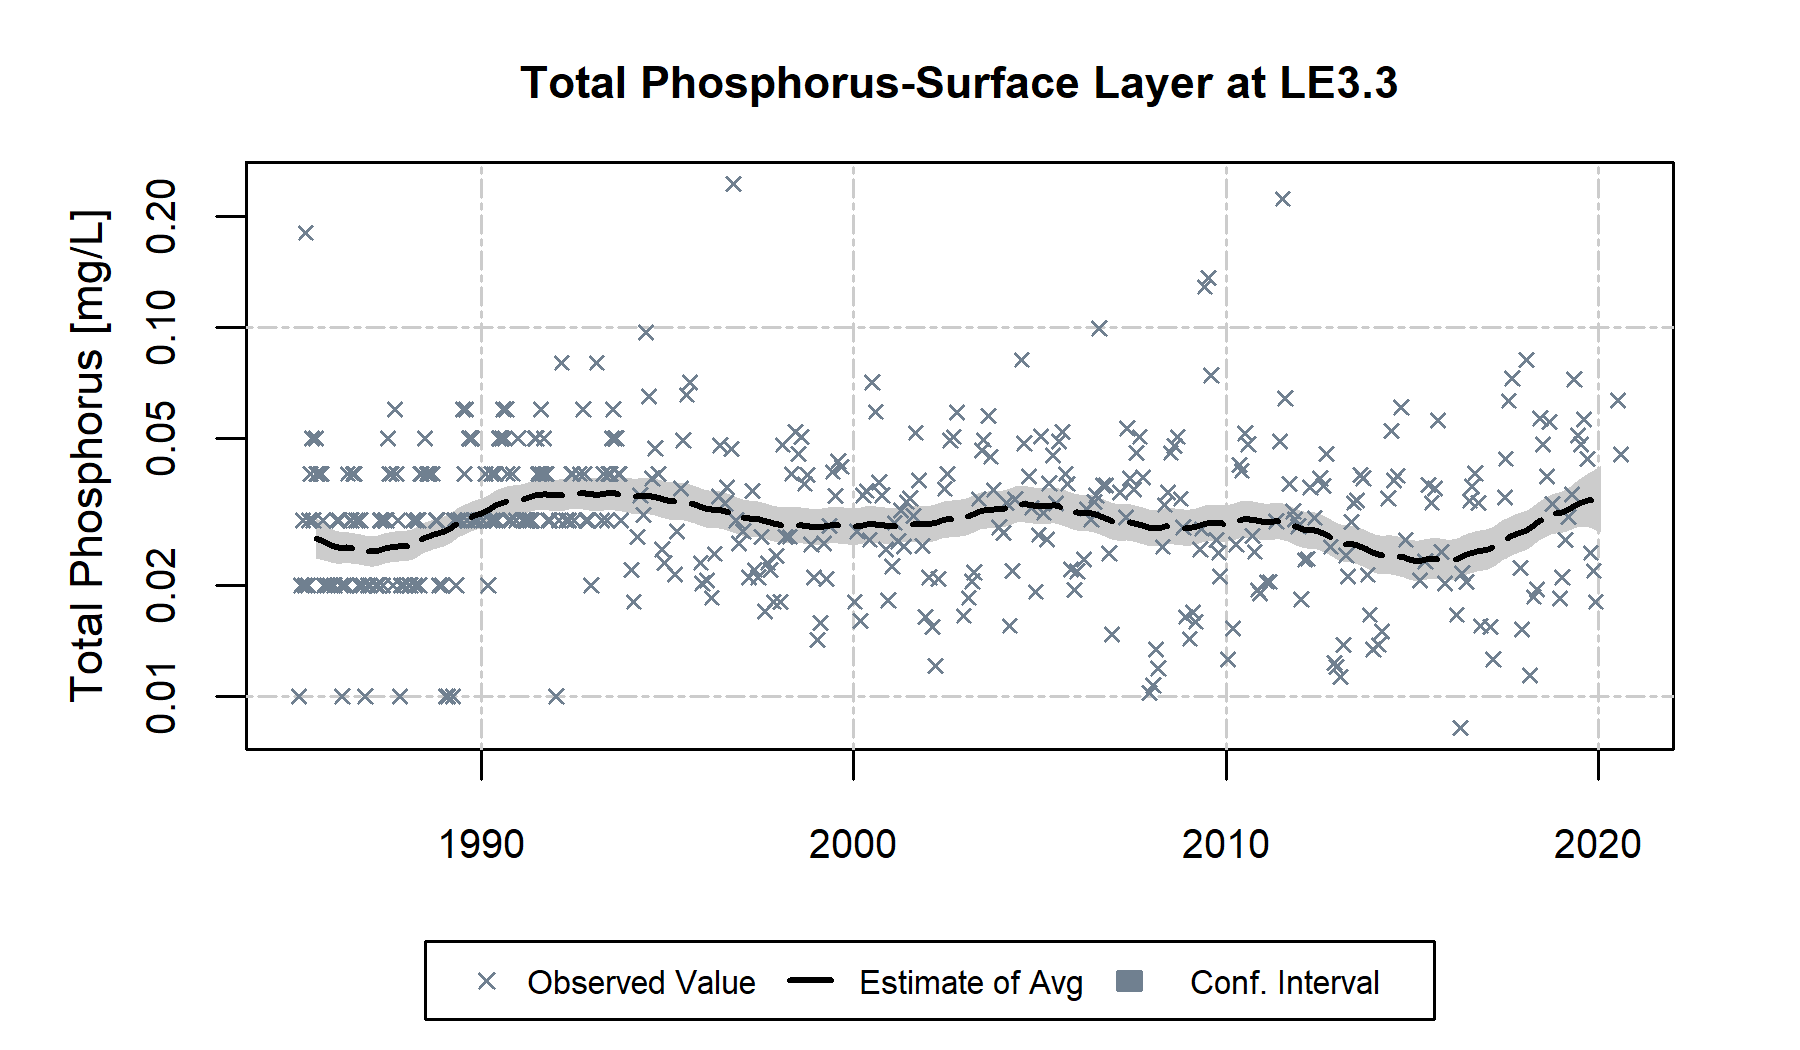 Total Phosphorus-Surface Layer at LE3.3
Total Phosphorus [mg/L]
0.20
0.10
0.05
0.02
0.01
1990 2000 2010 2020
Observed Value Estimate of Avg Conf. Interval